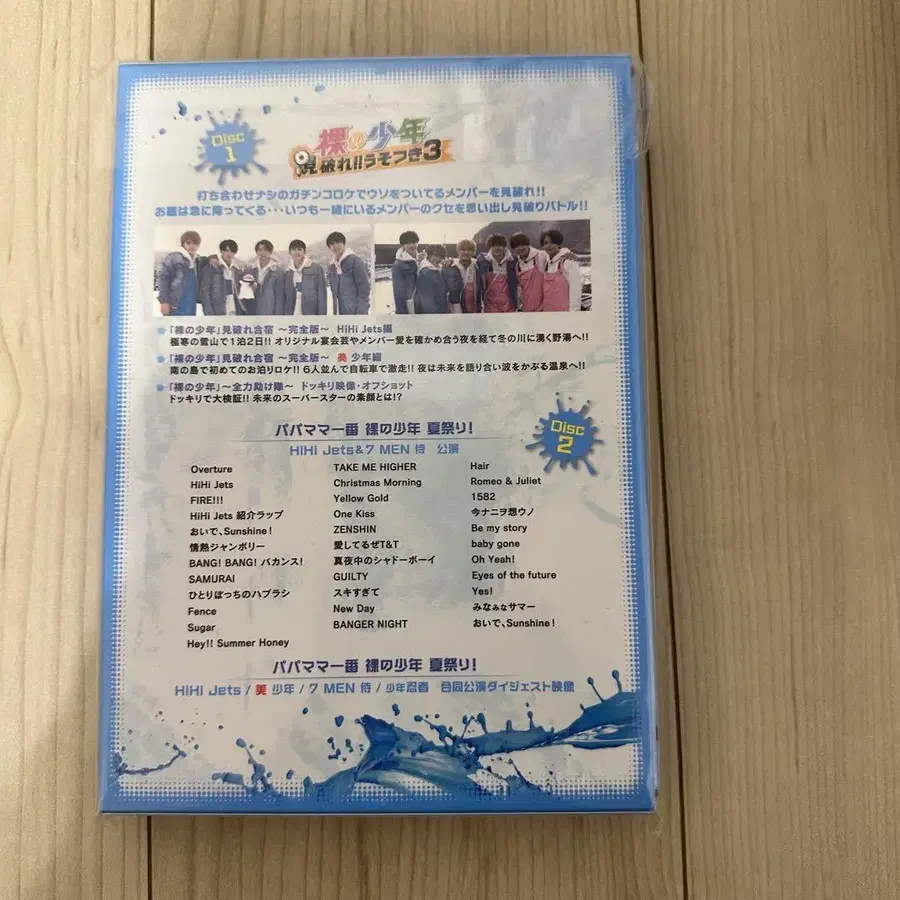 Disc
1
裸の少年
見破れ!!うそつき3
打ち合わせナシのガチンコロケでウソをついてるメンバーを見破れ!!
お題は急に降ってくる・・・いつも一緒にいるメンバーのクセを思い出し見破りバトル!!
「裸の少年」見破れ合宿 ～完全版～ HiHi Jets編
極寒の雪山で1泊2日!! オリジナル宴会芸やメンバー愛を確かめ合う夜を経て冬の川に湧く野湯へ!!
「裸の少年」見破れ合宿 ～完全版～ 美 少年編
南の島で初めてのお泊りロケ!! 6人並んで自転車で激走!! 夜は未来を語り合い波をかぶる温泉へ!!
「裸の少年」～全力助け隊～ ドッキリ映像・オフショット
ドッキリで大検証!! 未来のスーパースターの素顔とは!?
Disc
2
パパママ一番 裸の少年 夏祭り!
HiHi Jets&7 MEN 侍 公演
Overture
HiHi Jets
FIRE!!!
HiHi Jets 紹介ラップ
おいで、Sunshine!
情熱ジャンボリー
BANG! BANG! バカンス!
SAMURAI
ひとりぼっちのハブラシ
Fence
Sugar
Hey!! Summer Honey
TAKE ME HIGHER
Christmas Morning
Yellow Gold
One Kiss
ZENSHIN
愛してるぜT&T
真夜中のシャドーボーイ
GUILTY
スキすぎて
New Day
BANGER NIGHT
Hair
Romeo & Juliet
1582
今ナニヲ想ウノ
Be my story
baby gone
Oh Yeah!
Eyes of the future
Yes!
みなみなサマー
おいで、Sunshine!
パパママ一番 裸の少年 夏祭り!
HiHi Jets / 美 少年 / 7 MEN 侍 / 少年忍者 合同公演ダイジェスト映像